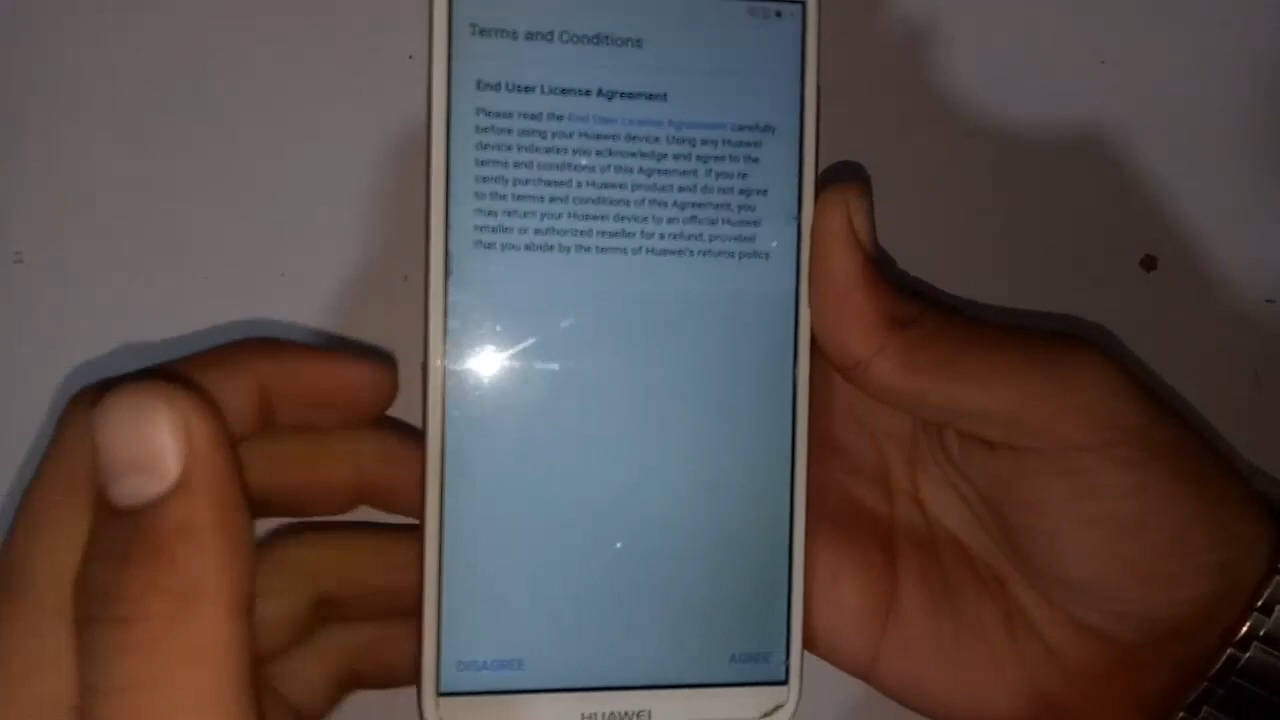 Terms and Conditions
End User License Agreement
Please read the End User License Agreement carefully
before using your Huawei device. Using any Huawei
device indicates you acknowledge and agree to the
terms and conditions of this Agreement. If you re
cently purchased a Huawei product and do not agree
to the terms and conditions of this Agreement, you
may return your Huawei device to an official Huawei
retailer or authorized reseller for a refund, provided
that you abide by the terms of Huawei's returns policy.
DISAGREE
AGREE
HUAWEI